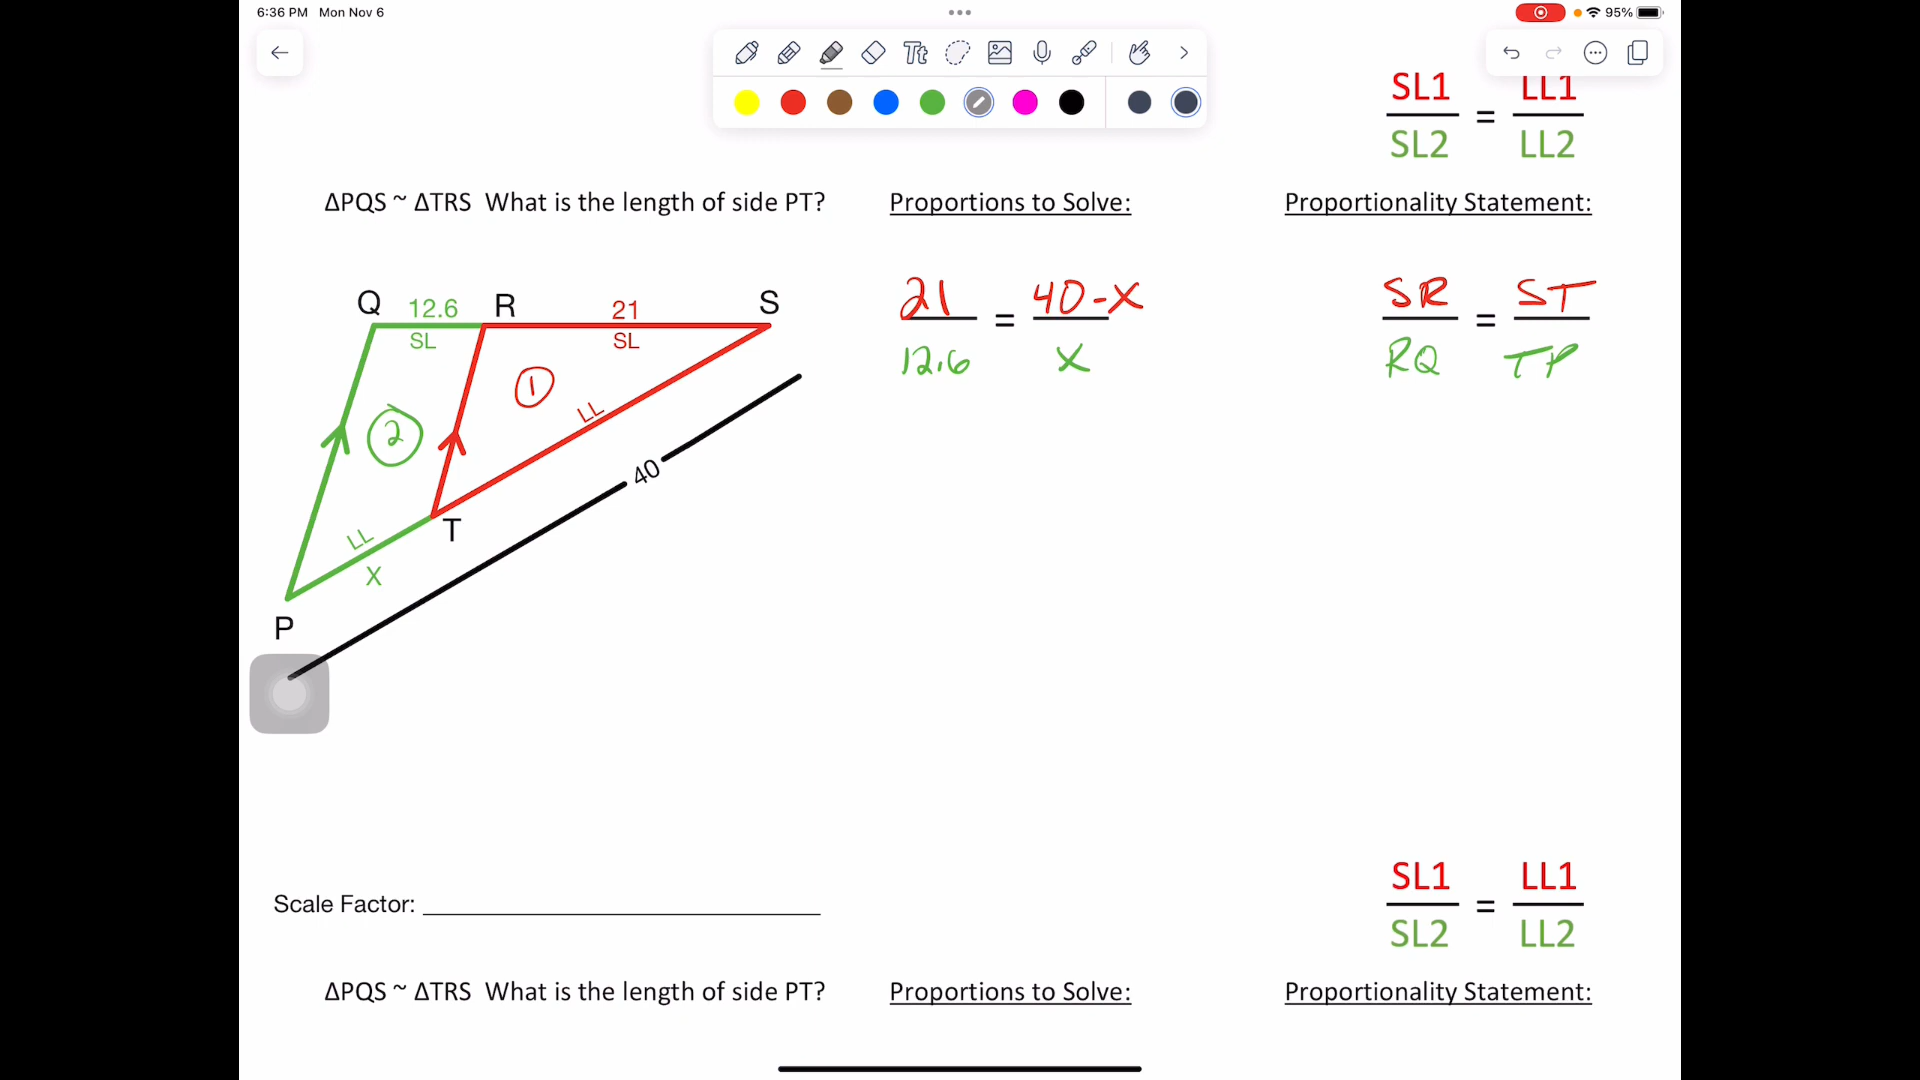 6:36 PM Mon Nov 6
95%
Tt
SL1/SL2 = LL1/LL2
ΔPQS ~ ΔTRS What is the length of side PT?
Proportions to Solve:
Proportionality Statement:
Q 12.6 R 21 S
SL SL
1
2
LL
40
T
LL
X
P
21/12.6 = 40-X/X
SR/RQ = ST/TP
Scale Factor:
SL1/SL2 = LL1/LL2
ΔPQS ~ ΔTRS What is the length of side PT?
Proportions to Solve:
Proportionality Statement: